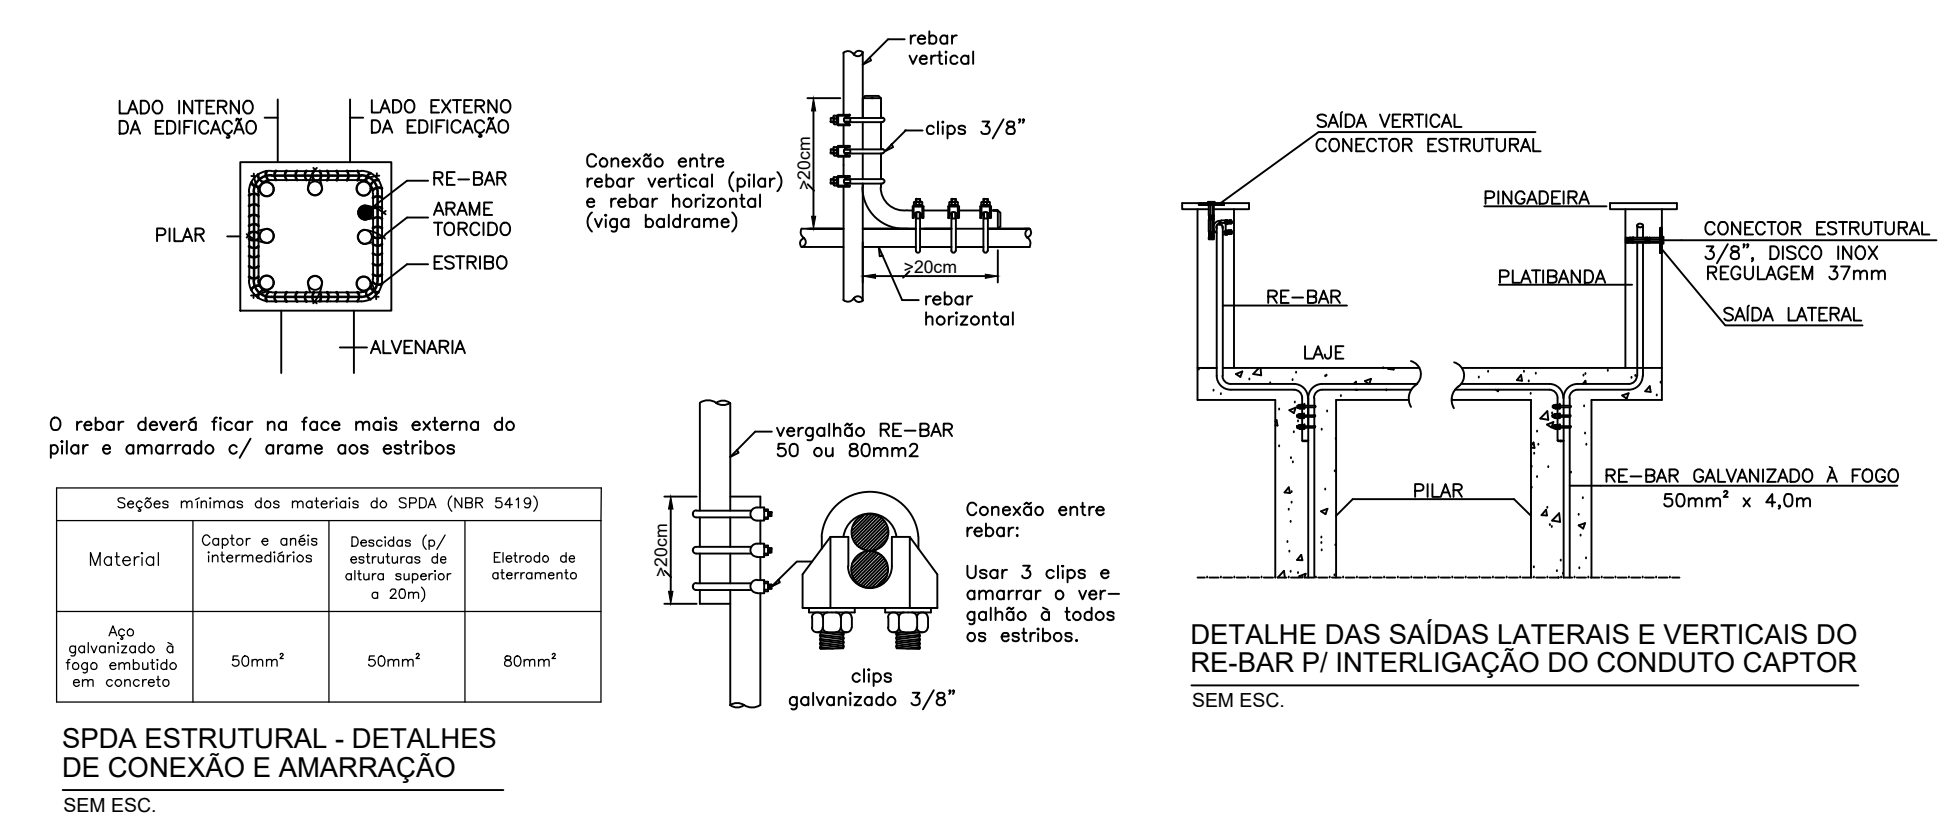 LADO INTERNO
DA EDIFICAÇÃO
LADO EXTERNO
DA EDIFICAÇÃO
RE-BAR
ARAME
TORCIDO
PILAR
ESTRIBO
ALVENARIA
O rebar deverá ficar na face mais externa do
pilar e amarrado c/ arame aos estribos
Seções mínimas dos materiais do SPDA (NBR 5419)
Material
Captor e anéis
intermediários
Descidas (p/
estruturas de
altura superior
a 20m)
Eletrodo de
aterramento
Aço
galvanizado à
fogo embutido
em concreto
50mm²
50mm²
80mm²
SPDA ESTRUTURAL - DETALHES
DE CONEXÃO E AMARRAÇÃO
SEM ESC.
rebar
vertical
clips 3/8"
≥20cm
Conexão entre
rebar vertical (pilar)
e rebar horizontal
(viga baldrame)
≥20cm
rebar
horizontal
vergalhão RE-BAR
50 ou 80mm2
≥20cm
Conexão entre
rebar:
Usar 3 clips e
amarrar o ver-
galhão à todos
os estribos.
clips
galvanizado 3/8"
SAÍDA VERTICAL
CONECTOR ESTRUTURAL
PINGADEIRA
CONECTOR ESTRUTURAL
3/8", DISCO INOX
REGULAGEM 37mm
PLATIBANDA
RE-BAR
SAÍDA LATERAL
LAJE
PILAR
RE-BAR GALVANIZADO À FOGO
50mm² x 4,0m
DETALHE DAS SAÍDAS LATERAIS E VERTICAIS DO
RE-BAR P/ INTERLIGAÇÃO DO CONDUTO CAPTOR
SEM ESC.